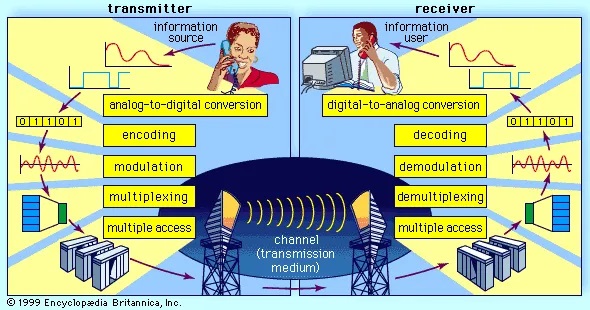 transmitter
receiver
information
source
information
user
analog-to-digital conversion
digital-to-analog conversion
0 1 1 0 1
0 1 1 0 1
encoding
decoding
modulation
demodulation
multiplexing
demultiplexing
multiple access
multiple access
channel
(transmission
medium)
© 1999 Encyclopædia Britannica, Inc.